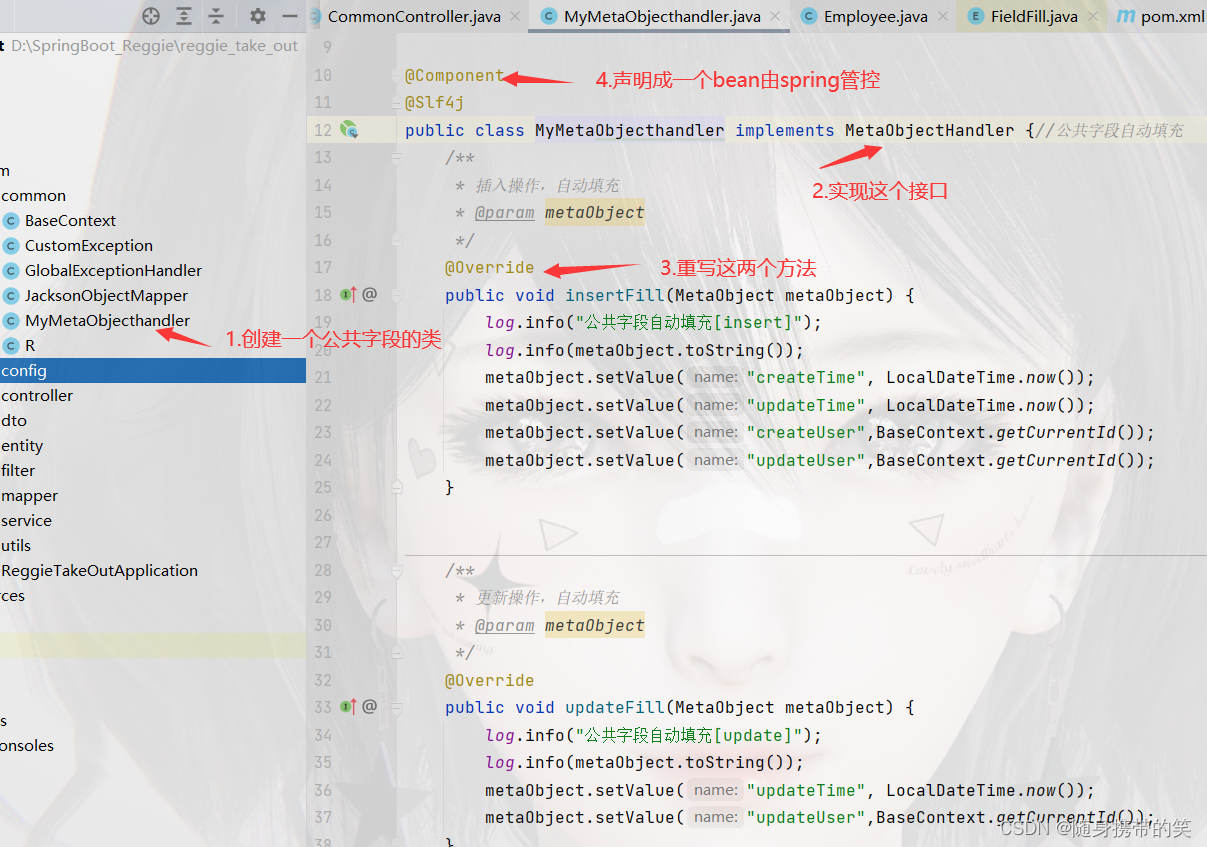 CommonController.java
MyMetaObjecthandler.java
Employee.java
FieldFill.java
pom.xml
t D:\SpringBoot_Reggie\reggie_take_out
m
common
BaseContext
CustomException
GlobalExceptionHandler
JacksonObjectMapper
MyMetaObjecthandler
R
config
controller
dto
entity
filter
mapper
service
utils
ReggieTakeOutApplication
rces
s
onsoles
1.创建一个公共字段的类
9
10 @Component
4.声明成一个bean由spring管控
11 @Slf4j
12 public class MyMetaObjecthandler implements MetaObjectHandler {//公共字段自动填充
13 /**
14 * 插入操作，自动填充
2.实现这个接口
15 * @param metaObject
16 */
17 @Override
3.重写这两个方法
18 @ public void insertFill(MetaObject metaObject) {
19 log.info("公共字段自动填充[insert]");
20 log.info(metaObject.toString());
21 metaObject.setValue( name: "createTime", LocalDateTime.now());
22 metaObject.setValue( name: "updateTime", LocalDateTime.now());
23 metaObject.setValue( name: "createUser",BaseContext.getCurrentId());
24 metaObject.setValue( name: "updateUser",BaseContext.getCurrentId());
25 }
26
27
28 /**
29 * 更新操作，自动填充
30 * @param metaObject
31 */
32 @Override
33 @ public void updateFill(MetaObject metaObject) {
34 log.info("公共字段自动填充[update]");
35 log.info(metaObject.toString());
36 metaObject.setValue( name: "updateTime", LocalDateTime.now());
37 metaObject.setValue( name: "updateUser",BaseContext.getCurrentId());
38 }
CSDN @随身携带的笑